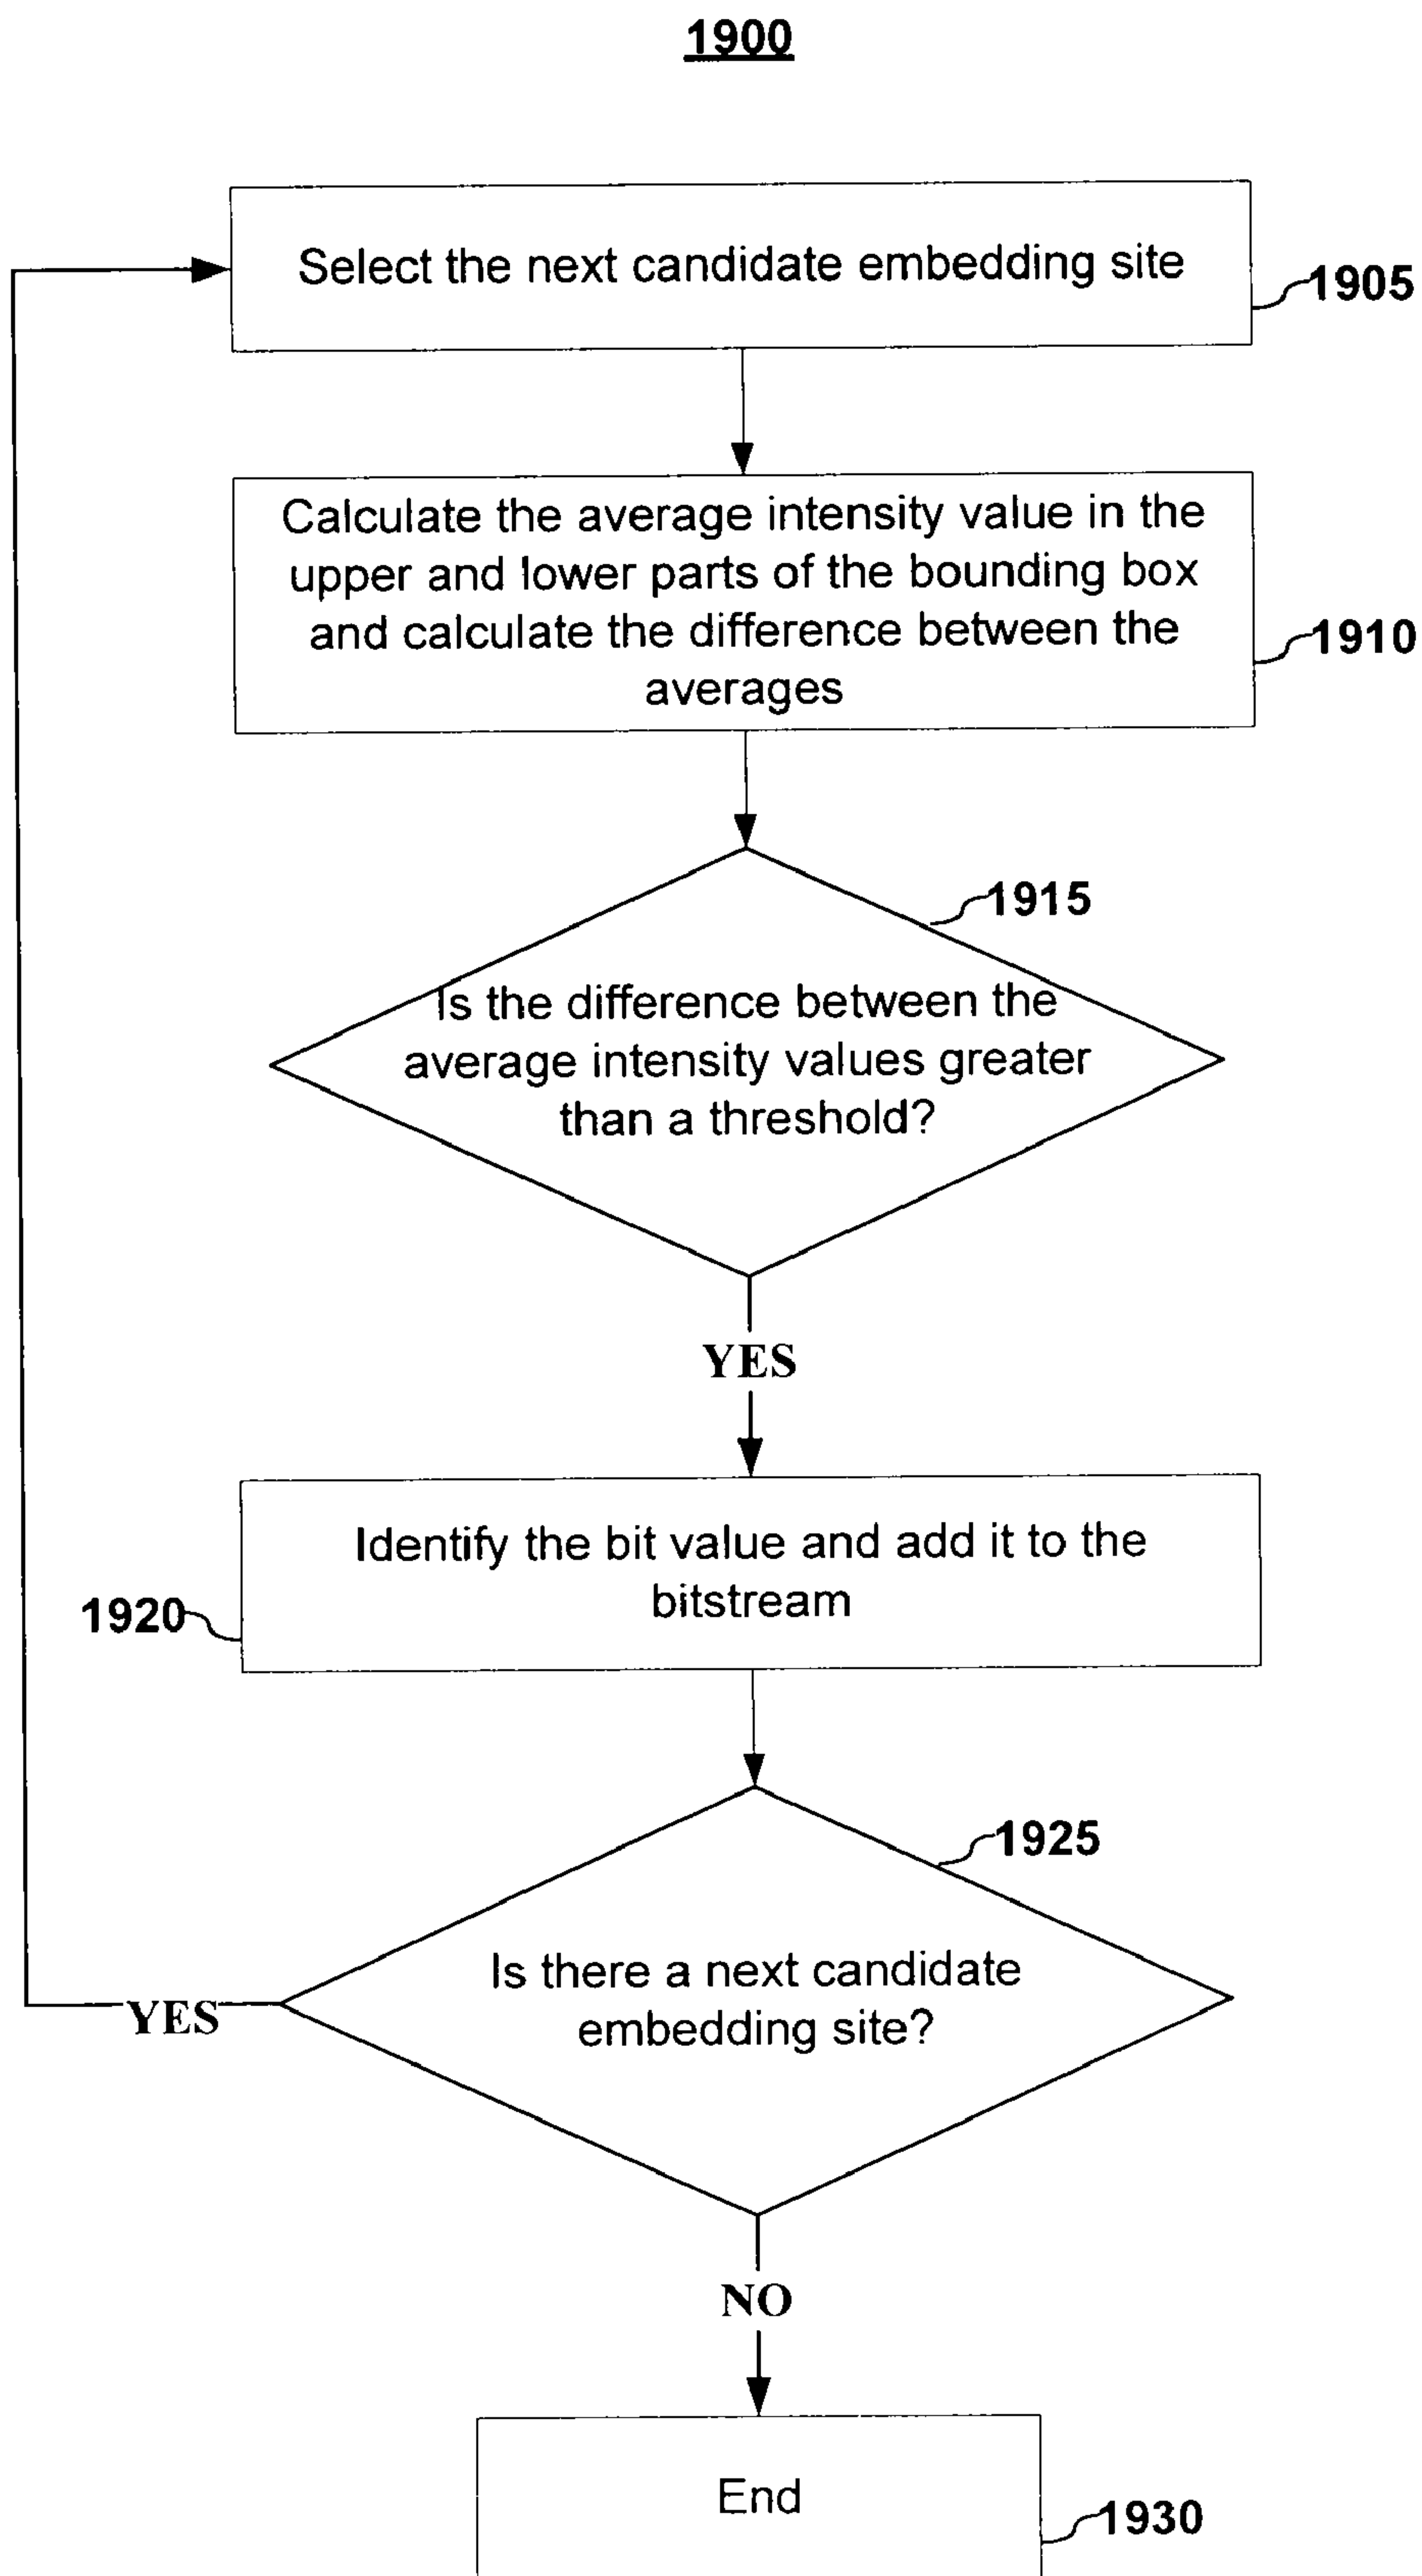 1900
Select the next candidate embedding site
1905
Calculate the average intensity value in the
upper and lower parts of the bounding box
and calculate the difference between the
averages
1910
1915
Is the difference between the
average intensity values greater
than a threshold?
YES
Identify the bit value and add it to the
bitstream
1920
1925
Is there a next candidate
embedding site?
YES
NO
End
1930